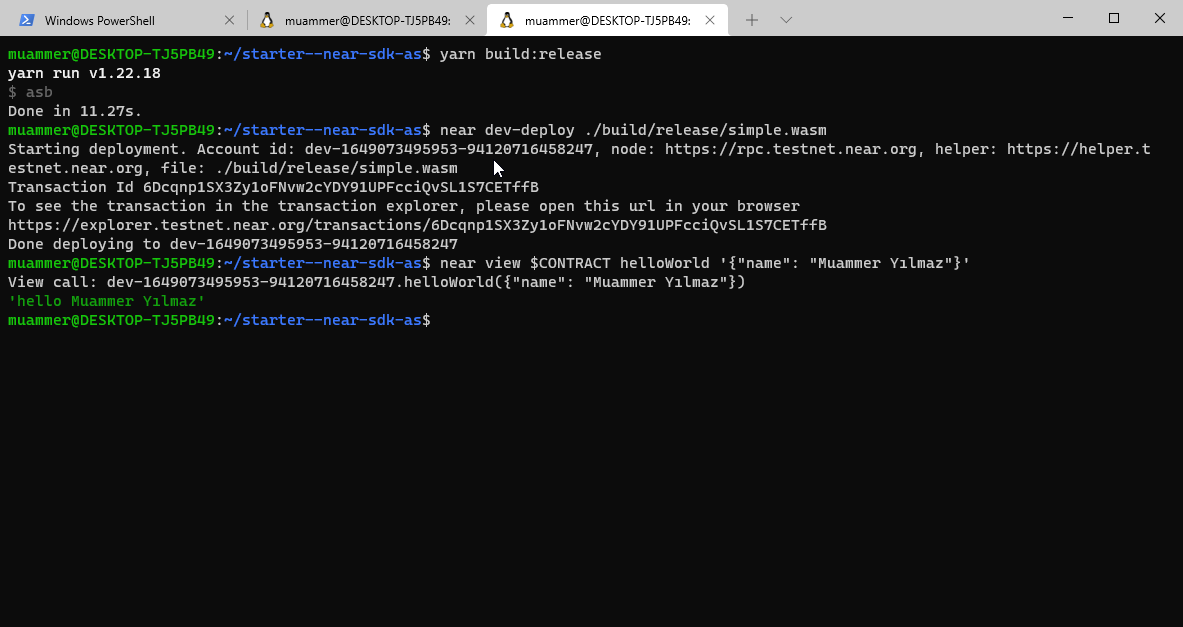 Windows PowerShell
muammer@DESKTOP-TJ5PB49:
muammer@DESKTOP-TJ5PB49:
muammer@DESKTOP-TJ5PB49:~/starter--near-sdk-as$ yarn build:release
yarn run v1.22.18
$ asb
Done in 11.27s.
muammer@DESKTOP-TJ5PB49:~/starter--near-sdk-as$ near dev-deploy ./build/release/simple.wasm
Starting deployment. Account id: dev-1649073495953-94120716458247, node: https://rpc.testnet.near.org, helper: https://helper.t
estnet.near.org, file: ./build/release/simple.wasm
Transaction Id 6Dcqnp1SX3Zy1oFNvw2cYDY91UPFcciQvSL1S7CETffB
To see the transaction in the transaction explorer, please open this url in your browser
https://explorer.testnet.near.org/transactions/6Dcqnp1SX3Zy1oFNvw2cYDY91UPFcciQvSL1S7CETffB
Done deploying to dev-1649073495953-94120716458247
muammer@DESKTOP-TJ5PB49:~/starter--near-sdk-as$ near view $CONTRACT helloWorld '{"name": "Muammer Yılmaz"}'
View call: dev-1649073495953-94120716458247.helloWorld({"name": "Muammer Yılmaz"})
'hello Muammer Yılmaz'
muammer@DESKTOP-TJ5PB49:~/starter--near-sdk-as$